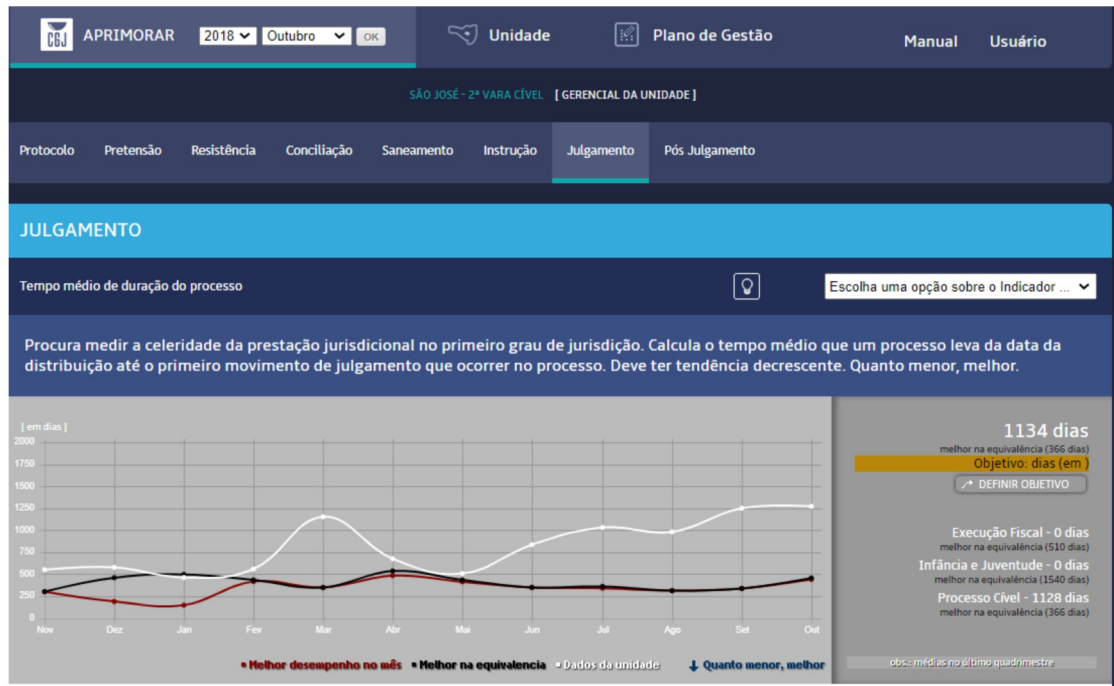 CGJ APRIMORAR 2018 Outubro OK Unidade Plano de Gestão Manual Usuário
SÃO JOSÉ - 2ª VARA CÍVEL [ GERENCIAL DA UNIDADE ]
Protocolo Pretensão Resistência Conciliação Saneamento Instrução Julgamento Pós Julgamento
JULGAMENTO
Tempo médio de duração do processo Escolha uma opção sobre o Indicador ...
Procura medir a celeridade da prestação jurisdicional no primeiro grau de jurisdição. Calcula o tempo médio que um processo leva da data da
distribuição até o primeiro movimento de julgamento que ocorrer no processo. Deve ter tendência decrescente. Quanto menor, melhor.
[ em dias ]
2000
1750
1500
1250
1000
750
500
250
0
Nov Dez Jan Fev Mar Abr Mai Jun Jul Ago Set Out
Melhor desempenho no mês Melhor na equivalencia Dados da unidade ↓ Quanto menor, melhor
1134 dias
melhor na equivalência (366 dias)
Objetivo: dias (em )
DEFINIR OBJETIVO
Execução Fiscal - 0 dias
melhor na equivalência (510 dias)
Infância e Juventude - 0 dias
melhor na equivalência (1540 dias)
Processo Cível - 1128 dias
melhor na equivalência (366 dias)
obs.: médias no último quadrimestre